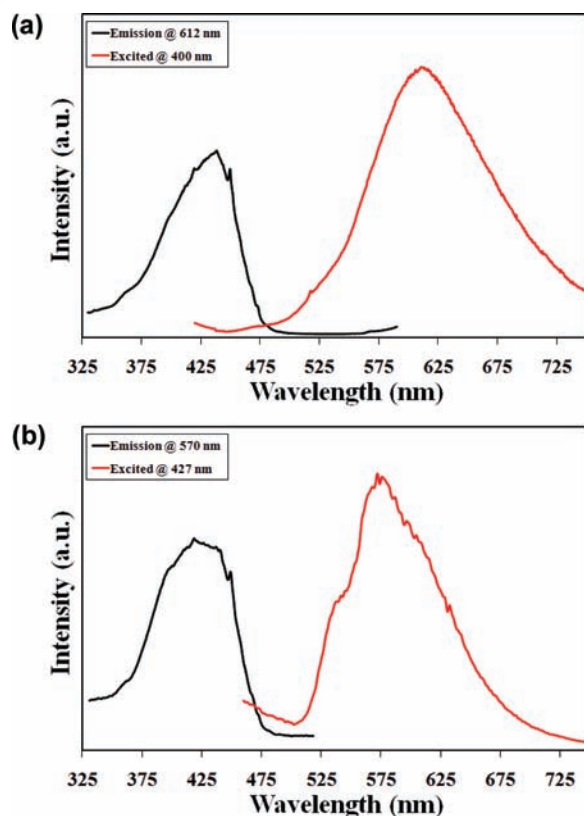 (a)
Emission @ 612 nm
Excited @ 400 nm
Intensity (a.u.)
325 375 425 475 525 575 625 675 725
Wavelength (nm)
(b)
Emission @ 570 nm
Excited @ 427 nm
Intensity (a.u.)
325 375 425 475 525 575 625 675 725
Wavelength (nm)